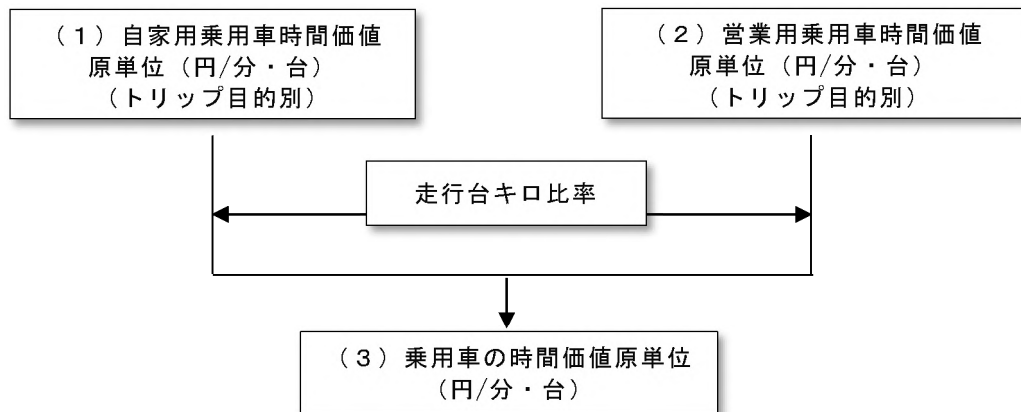 （１）自家用乗用車時間価値
原単位（円/分・台）
（トリップ目的別）
（２）営業用乗用車時間価値
原単位（円/分・台）
（トリップ目的別）
走行台キロ比率
（３）乗用車の時間価値原単位
（円/分・台）